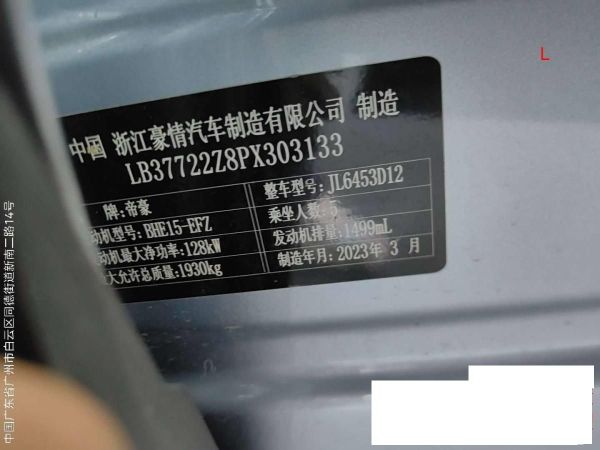 L
中国 浙江豪情汽车制造有限公司 制造
LB37722Z8PX303133
牌:帝豪
整车型号:JL6453D12
动机型号:BHE15-EFZ
乘坐人数:5
动机最大净功率:128kW
发动机排量:1499mL
大允许总质量:1930kg
制造年月:2023年3月
中国广东省广州市白云区同德街道新南二路14号